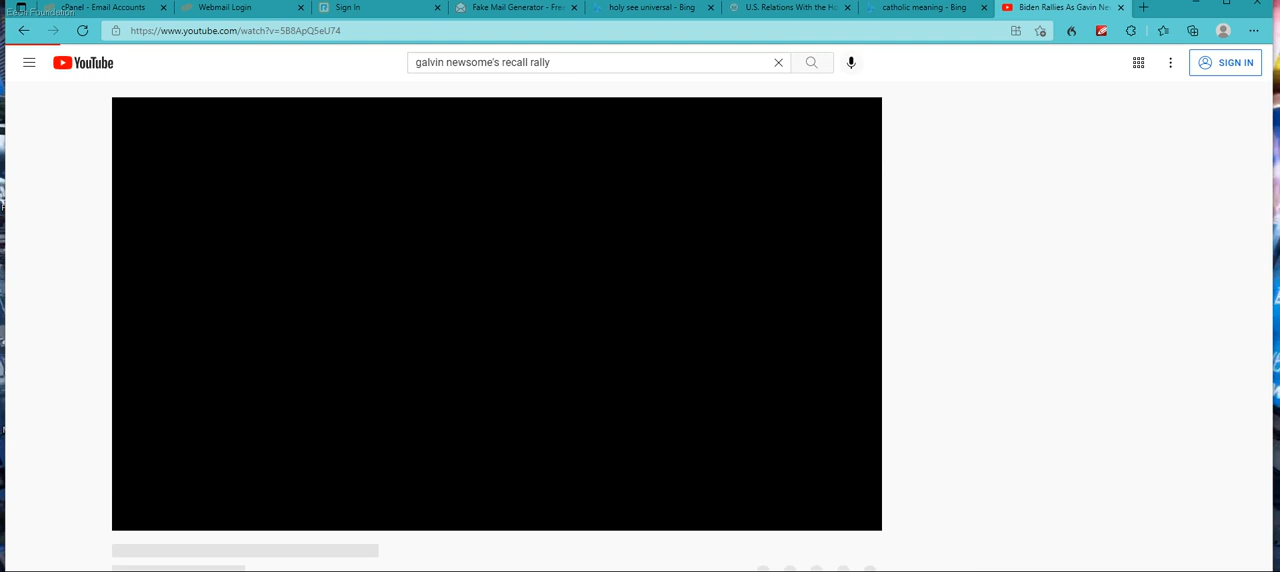 cPanel - Email Accounts
Webmail Login
Sign In
Fake Mail Generator - Fre
holy see universal - Bing
U.S. Relations With the Ho
catholic meaning - Bing
Biden Rallies As Gavin Ne
https://www.youtube.com/watch?v=5B8ApQ5eU74
YouTube
galvin newsome's recall rally
SIGN IN